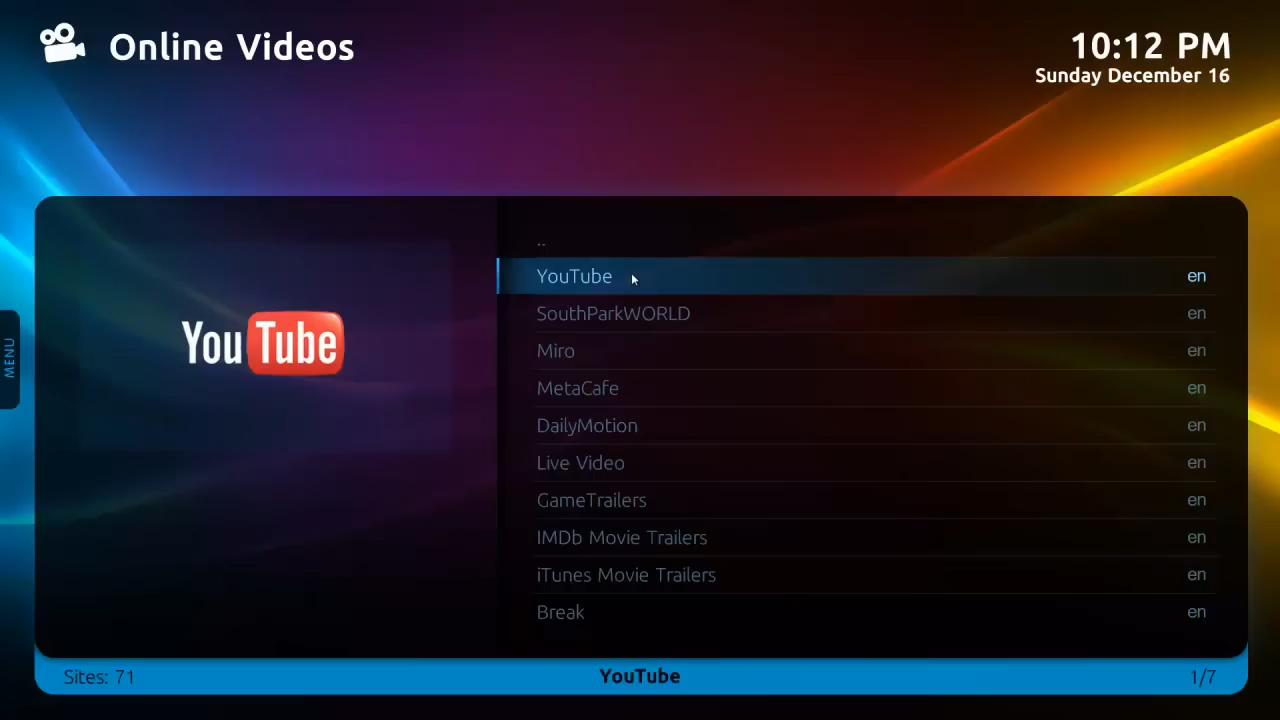 Online Videos
10:12 PM
Sunday December 16
MENU
YouTube
..
YouTube en
SouthParkWORLD en
Miro en
MetaCafe en
DailyMotion en
Live Video en
GameTrailers en
IMDb Movie Trailers en
iTunes Movie Trailers en
Break en
Sites: 71 YouTube 1/7